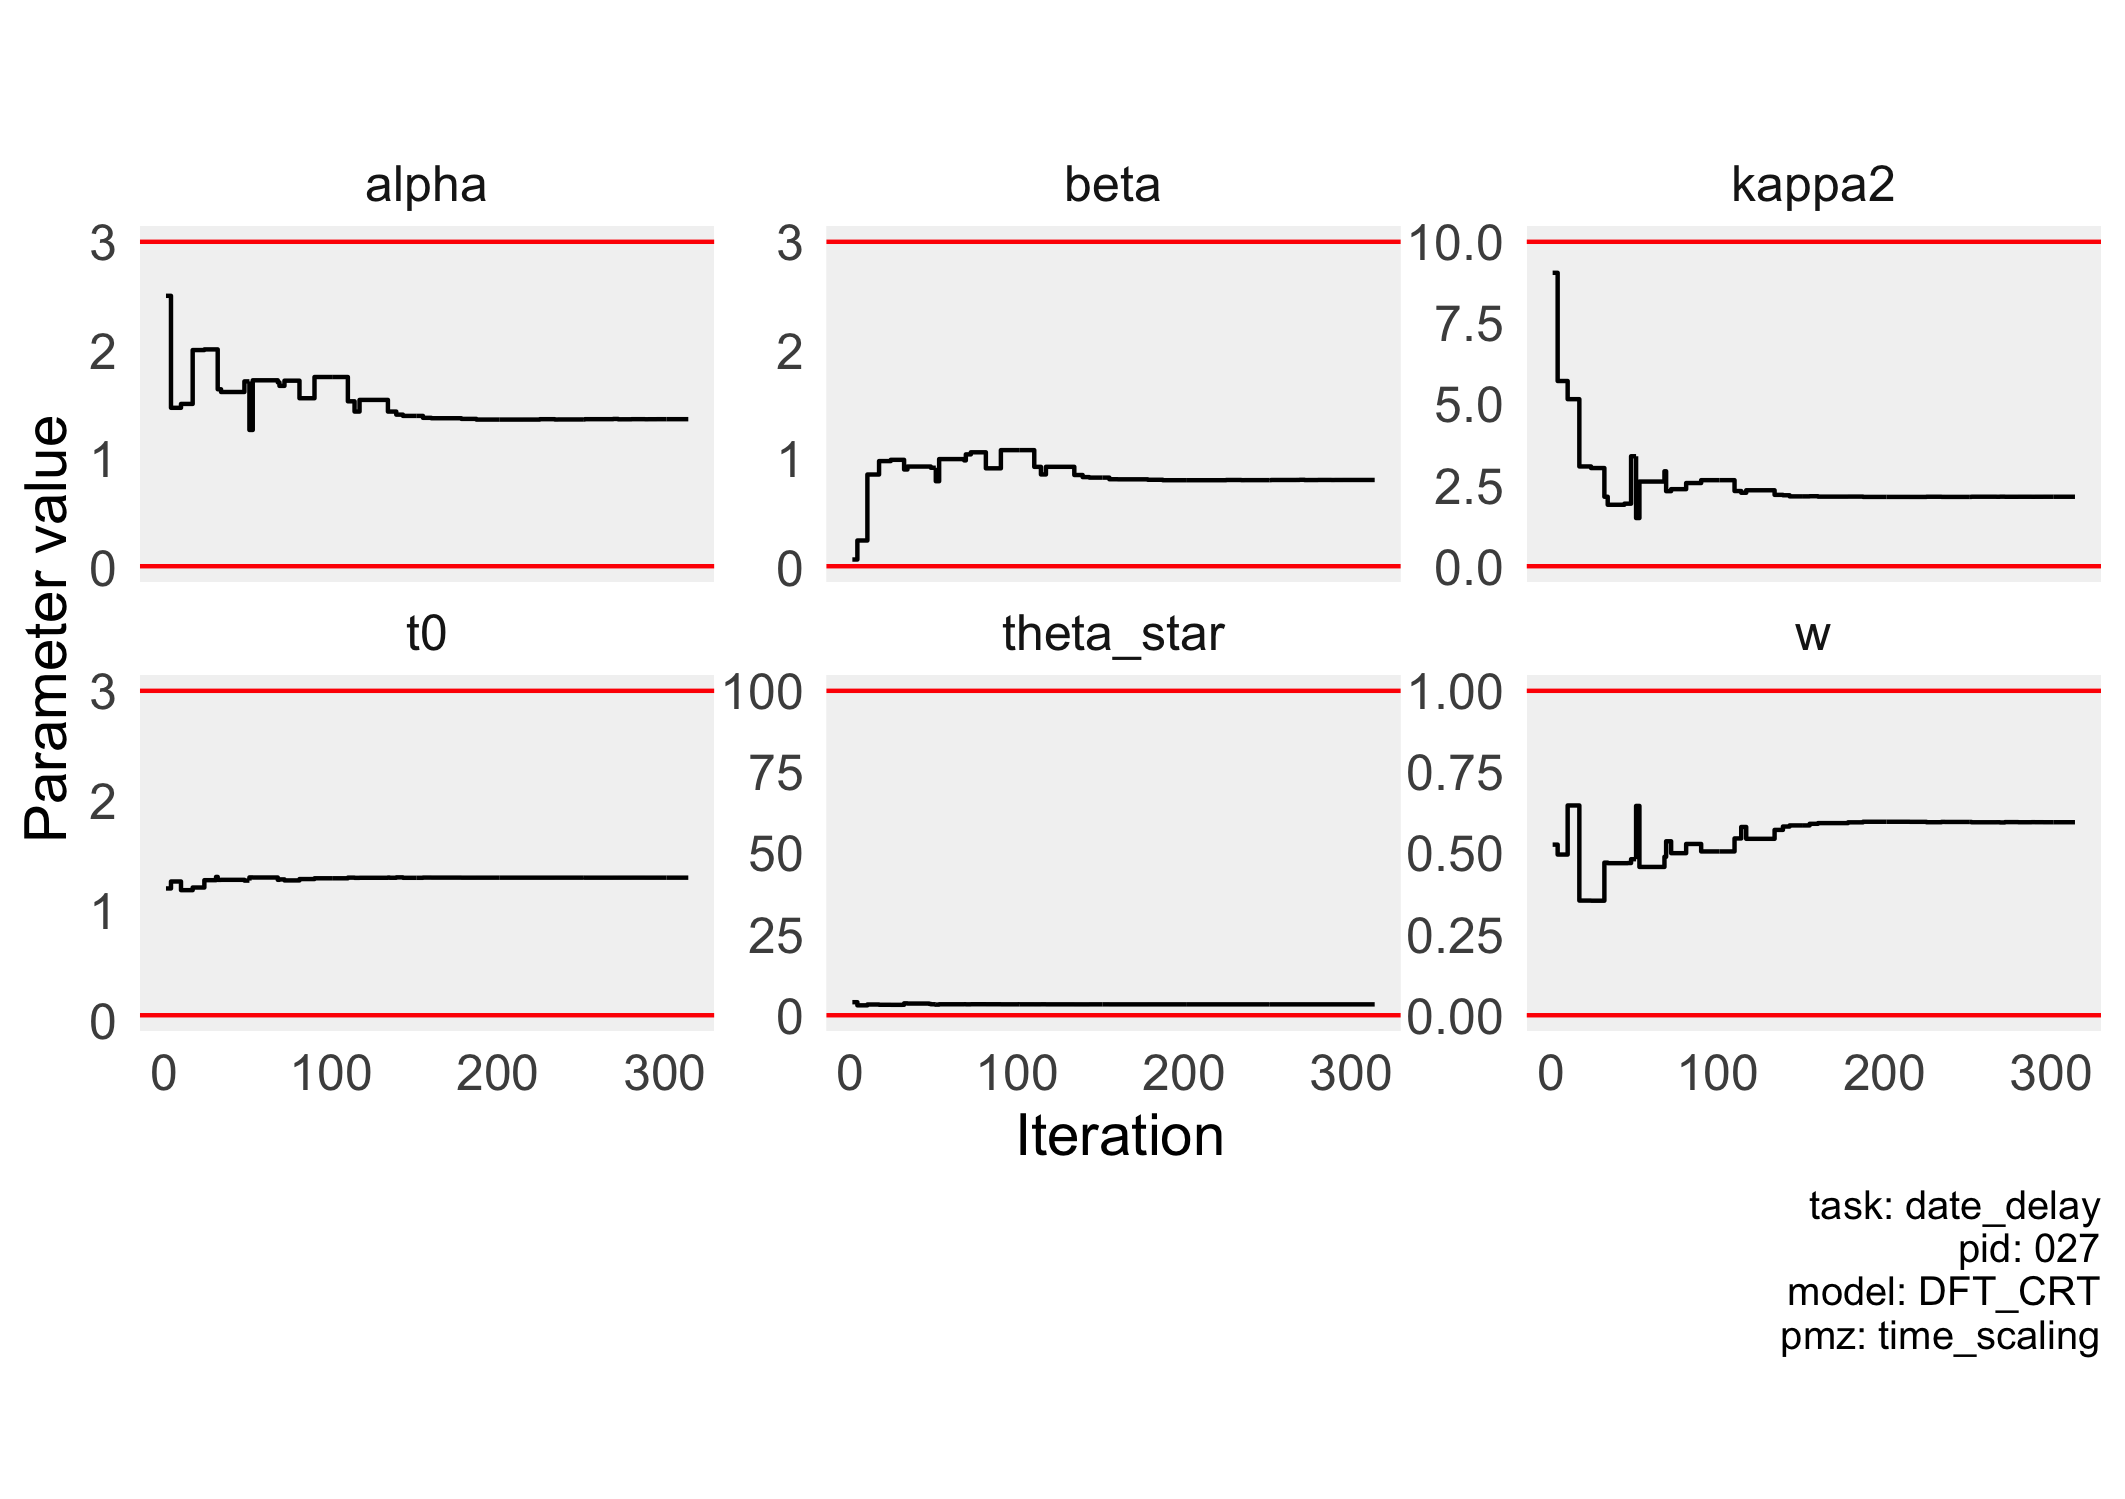 alpha beta kappa2
3 3 10.0
7.5
2 2
5.0
1 1
2.5
0 0 0.0
Parameter value
t0 theta_star w
3 100 1.00
75 0.75
2
50 0.50
1
25 0.25
0 0 0.00
0 100 200 300 0 100 200 300 0 100 200 300
Iteration
task: date_delay
pid: 027
model: DFT_CRT
pmz: time_scaling